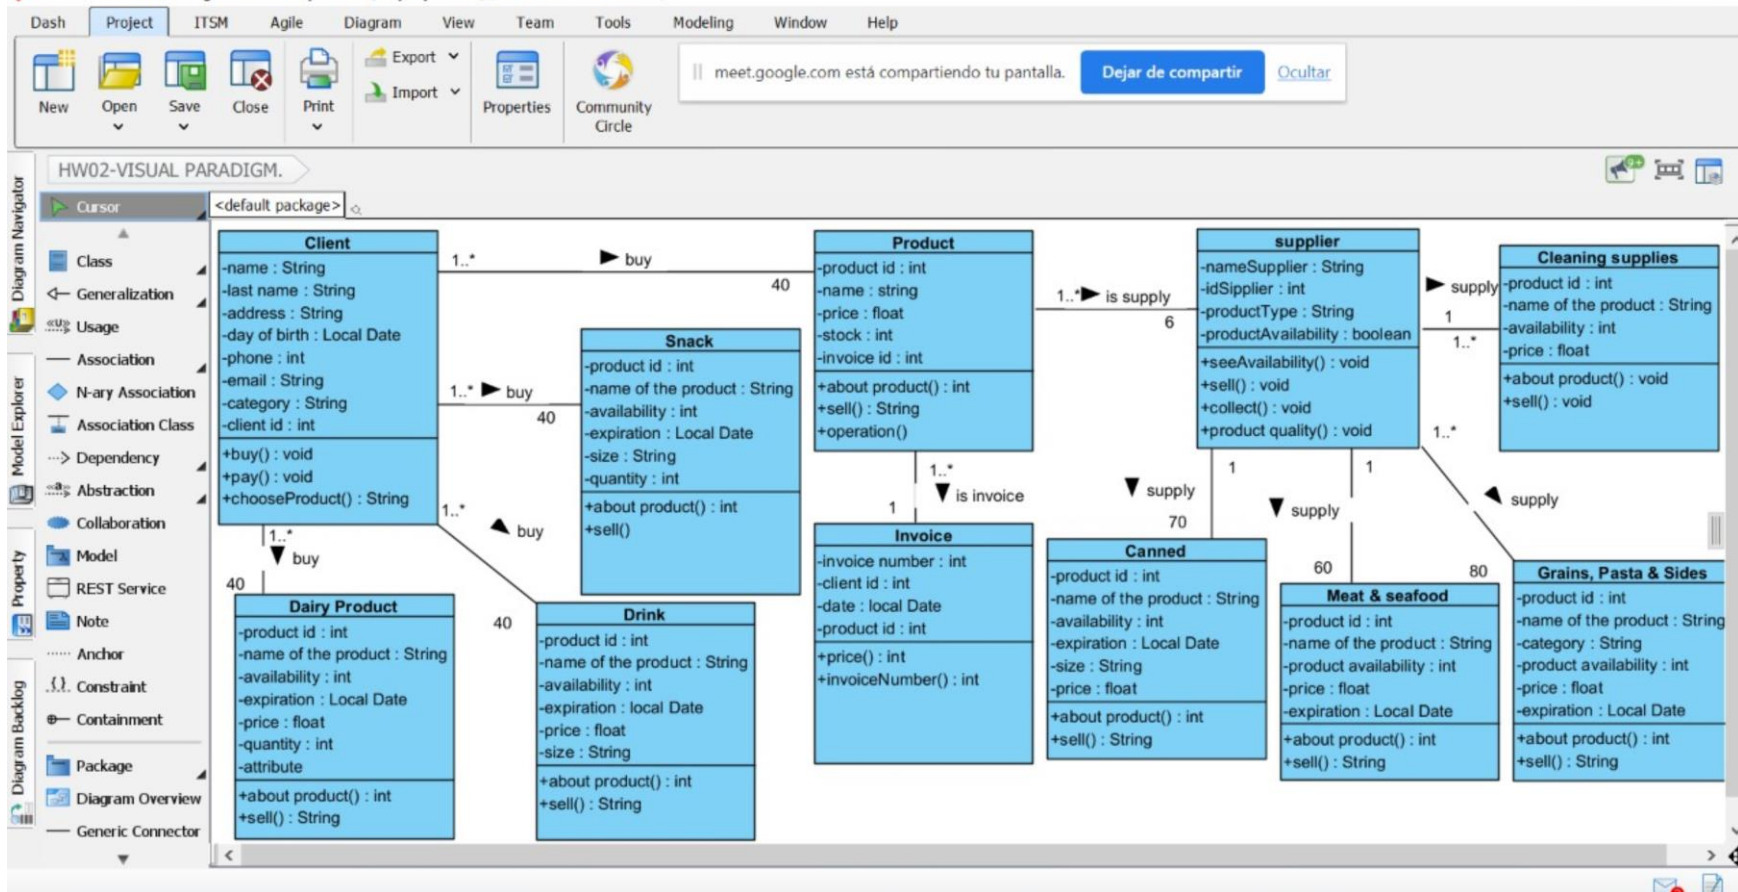 Dash Project ITSM Agile Diagram View Team Tools Modeling Window Help
New
Open
Save
Close
Print
Export
Import
Properties
Community
Circle
meet.google.com está compartiendo tu pantalla.
Dejar de compartir
Ocultar
HW02-VISUAL PARADIGM.
9+
Diagram Navigator
Model Explorer
Property
Diagram Backlog
Cursor
Class
Generalization
«U» Usage
Association
N-ary Association
Association Class
Dependency
«a» Abstraction
Collaboration
Model
REST Service
Note
Anchor
Constraint
Containment
Package
Diagram Overview
Generic Connector
<default package>
Client
-name : String
-last name : String
-address : String
-day of birth : Local Date
-phone : int
-email : String
-category : String
-client id : int
+buy() : void
+pay() : void
+chooseProduct() : String
1..*
buy
40
1..*
buy
40
1..*
buy
40
1..*
buy
40
Snack
-product id : int
-name of the product : String
-availability : int
-expiration : Local Date
-size : String
-quantity : int
+about product() : int
+sell()
Product
-product id : int
-name : string
-price : float
-stock : int
-invoice id : int
+about product() : int
+sell() : String
+operation()
1..*
is supply
6
1..*
is invoice
1
supplier
-nameSupplier : String
-idSipplier : int
-productType : String
-productAvailability : boolean
+seeAvailability() : void
+sell() : void
+collect() : void
+product quality() : void
supply
1
1..*
Cleaning supplies
-product id : int
-name of the product : String
-availability : int
-price : float
+about product() : void
+sell() : void
1
supply
70
1
supply
60
1..*
supply
80
Dairy Product
-product id : int
-name of the product : String
-availability : int
-expiration : Local Date
-price : float
-quantity : int
-attribute
+about product() : int
+sell() : String
Drink
-product id : int
-name of the product : String
-availability : int
-expiration : local Date
-price : float
-size : String
+about product() : int
+sell() : String
Invoice
-invoice number : int
-client id : int
-date : local Date
-product id : int
+price() : int
+invoiceNumber() : int
Canned
-product id : int
-name of the product : String
-availability : int
-expiration : Local Date
-size : String
-price : float
+about product() : int
+sell() : String
Meat & seafood
-product id : int
-name of the product : String
-product availability : int
-price : float
-expiration : Local Date
+about product() : int
+sell() : String
Grains, Pasta & Sides
-product id : int
-name of the product : String
-category : String
-product availability : int
-price : float
-expiration : Local Date
+about product() : int
+sell() : String